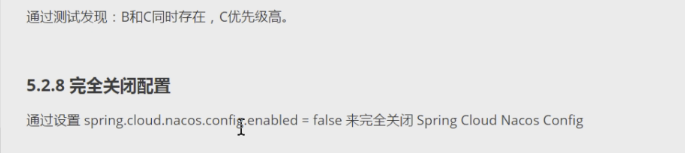 通过测试发现：B和C同时存在，C优先级高。
5.2.8 完全关闭配置
通过设置 spring.cloud.nacos.config.enabled = false 来完全关闭 Spring Cloud Nacos Config